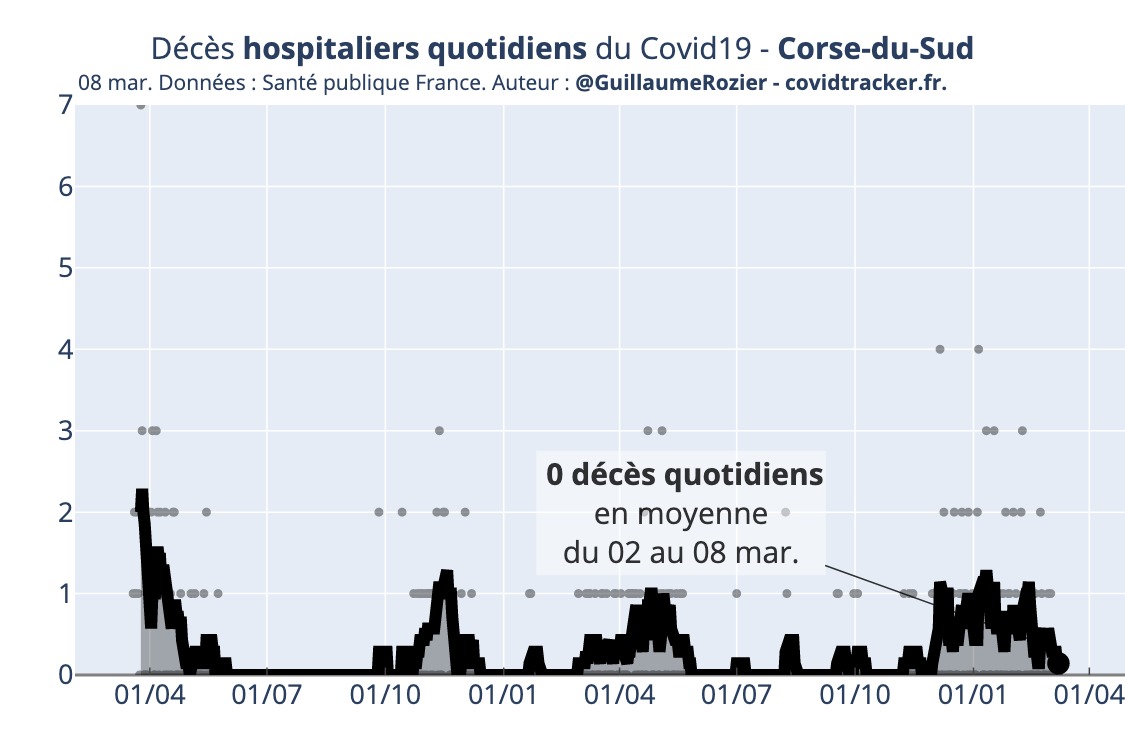 Décès hospitaliers quotidiens du Covid19 - Corse-du-Sud
08 mar. Données : Santé publique France. Auteur : @GuillaumeRozier - covidtracker.fr.
7
6
5
4
3
2
1
0
0 décès quotidiens
en moyenne
du 02 au 08 mar.
01/04 01/07 01/10 01/01 01/04 01/07 01/10 01/01 01/04